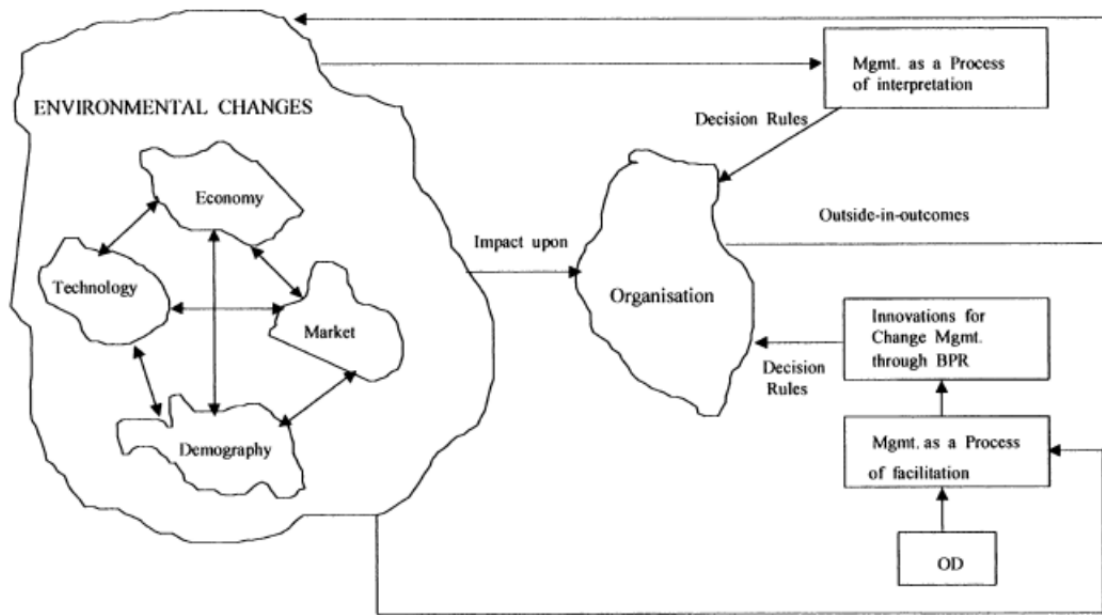 Mgmt. as a Process
of interpretation
ENVIRONMENTAL CHANGES
Decision Rules
Economy
Outside-in-outcomes
Impact upon
Technology
Organisation
Market
Innovations for
Change Mgmt.
through BPR
Decision
Rules
Demography
Mgmt. as a Process
of facilitation
OD